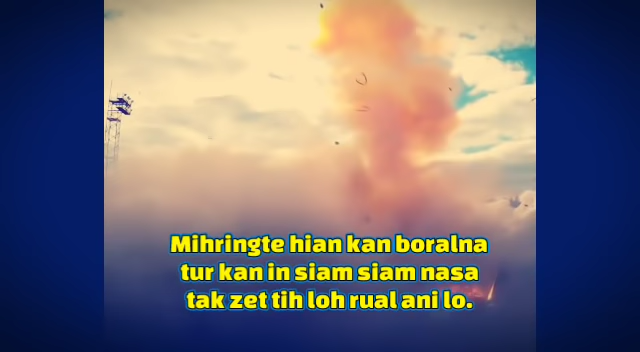 Mihringte hian kan boralna
tur kan in siam siam nasa
tak zet tih loh rual ani lo.